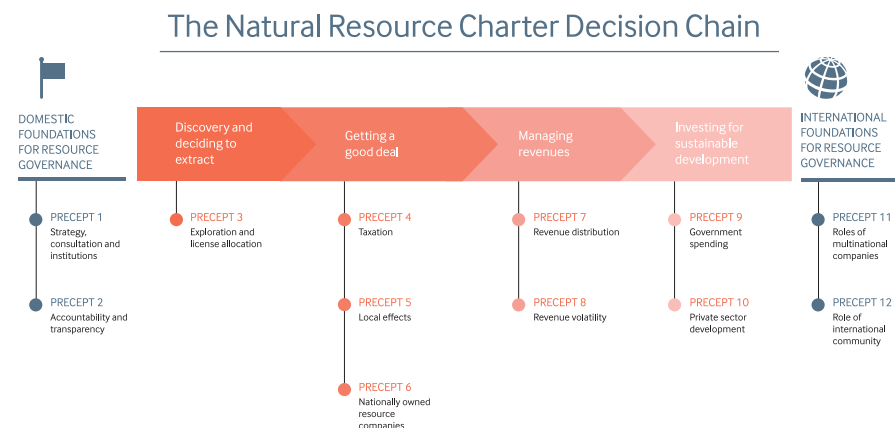 The Natural Resource Charter Decision Chain
DOMESTIC
FOUNDATIONS
FOR RESOURCE
GOVERNANCE
PRECEPT 1
Strategy,
consultation and
institutions
PRECEPT 2
Accountability and
transparency
Discovery and
deciding to
extract
PRECEPT 3
Exploration and
license allocation
Getting a
good deal
PRECEPT 4
Taxation
PRECEPT 5
Local effects
PRECEPT 6
Nationally owned
resource
companies
Managing
revenues
PRECEPT 7
Revenue distribution
PRECEPT 8
Revenue volatility
Investing for
sustainable
development
PRECEPT 9
Government
spending
PRECEPT 10
Private sector
development
INTERNATIONAL
FOUNDATIONS
FOR RESOURCE
GOVERNANCE
PRECEPT 11
Roles of
multinational
companies
PRECEPT 12
Role of
international
community